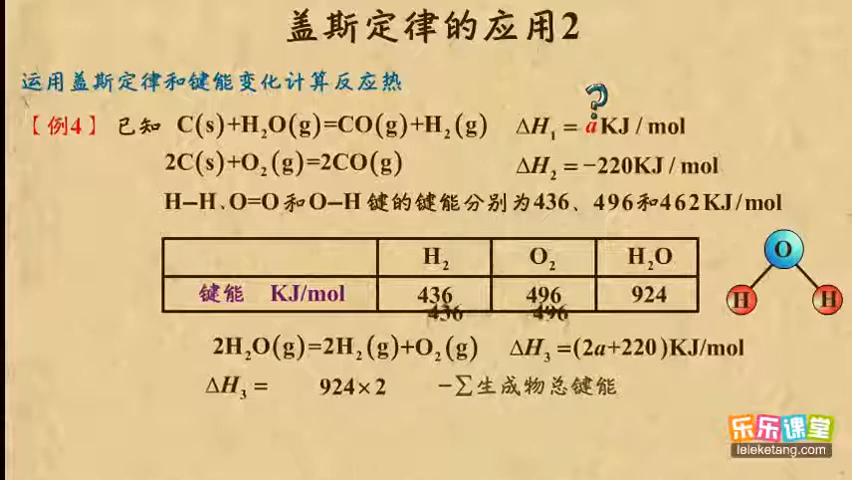 盖斯定律的应用2
运用盖斯定律和键能变化计算反应热
?
【例4】已知 C(s)+H₂O(g)=CO(g)+H₂(g) ΔH₁ = aKJ/mol
2C(s)+O₂(g)=2CO(g) ΔH₂ = −220KJ/mol
H−H、O=O和O−H键的键能分别为436、496和462KJ/mol
H₂ O₂ H₂O
键能 KJ/mol 436 496 924
436 496
O
H H
2H₂O(g)=2H₂(g)+O₂(g) ΔH₃ =(2a+220)KJ/mol
ΔH₃ = 924×2 −∑生成物总键能
乐乐课堂
leleketang.com